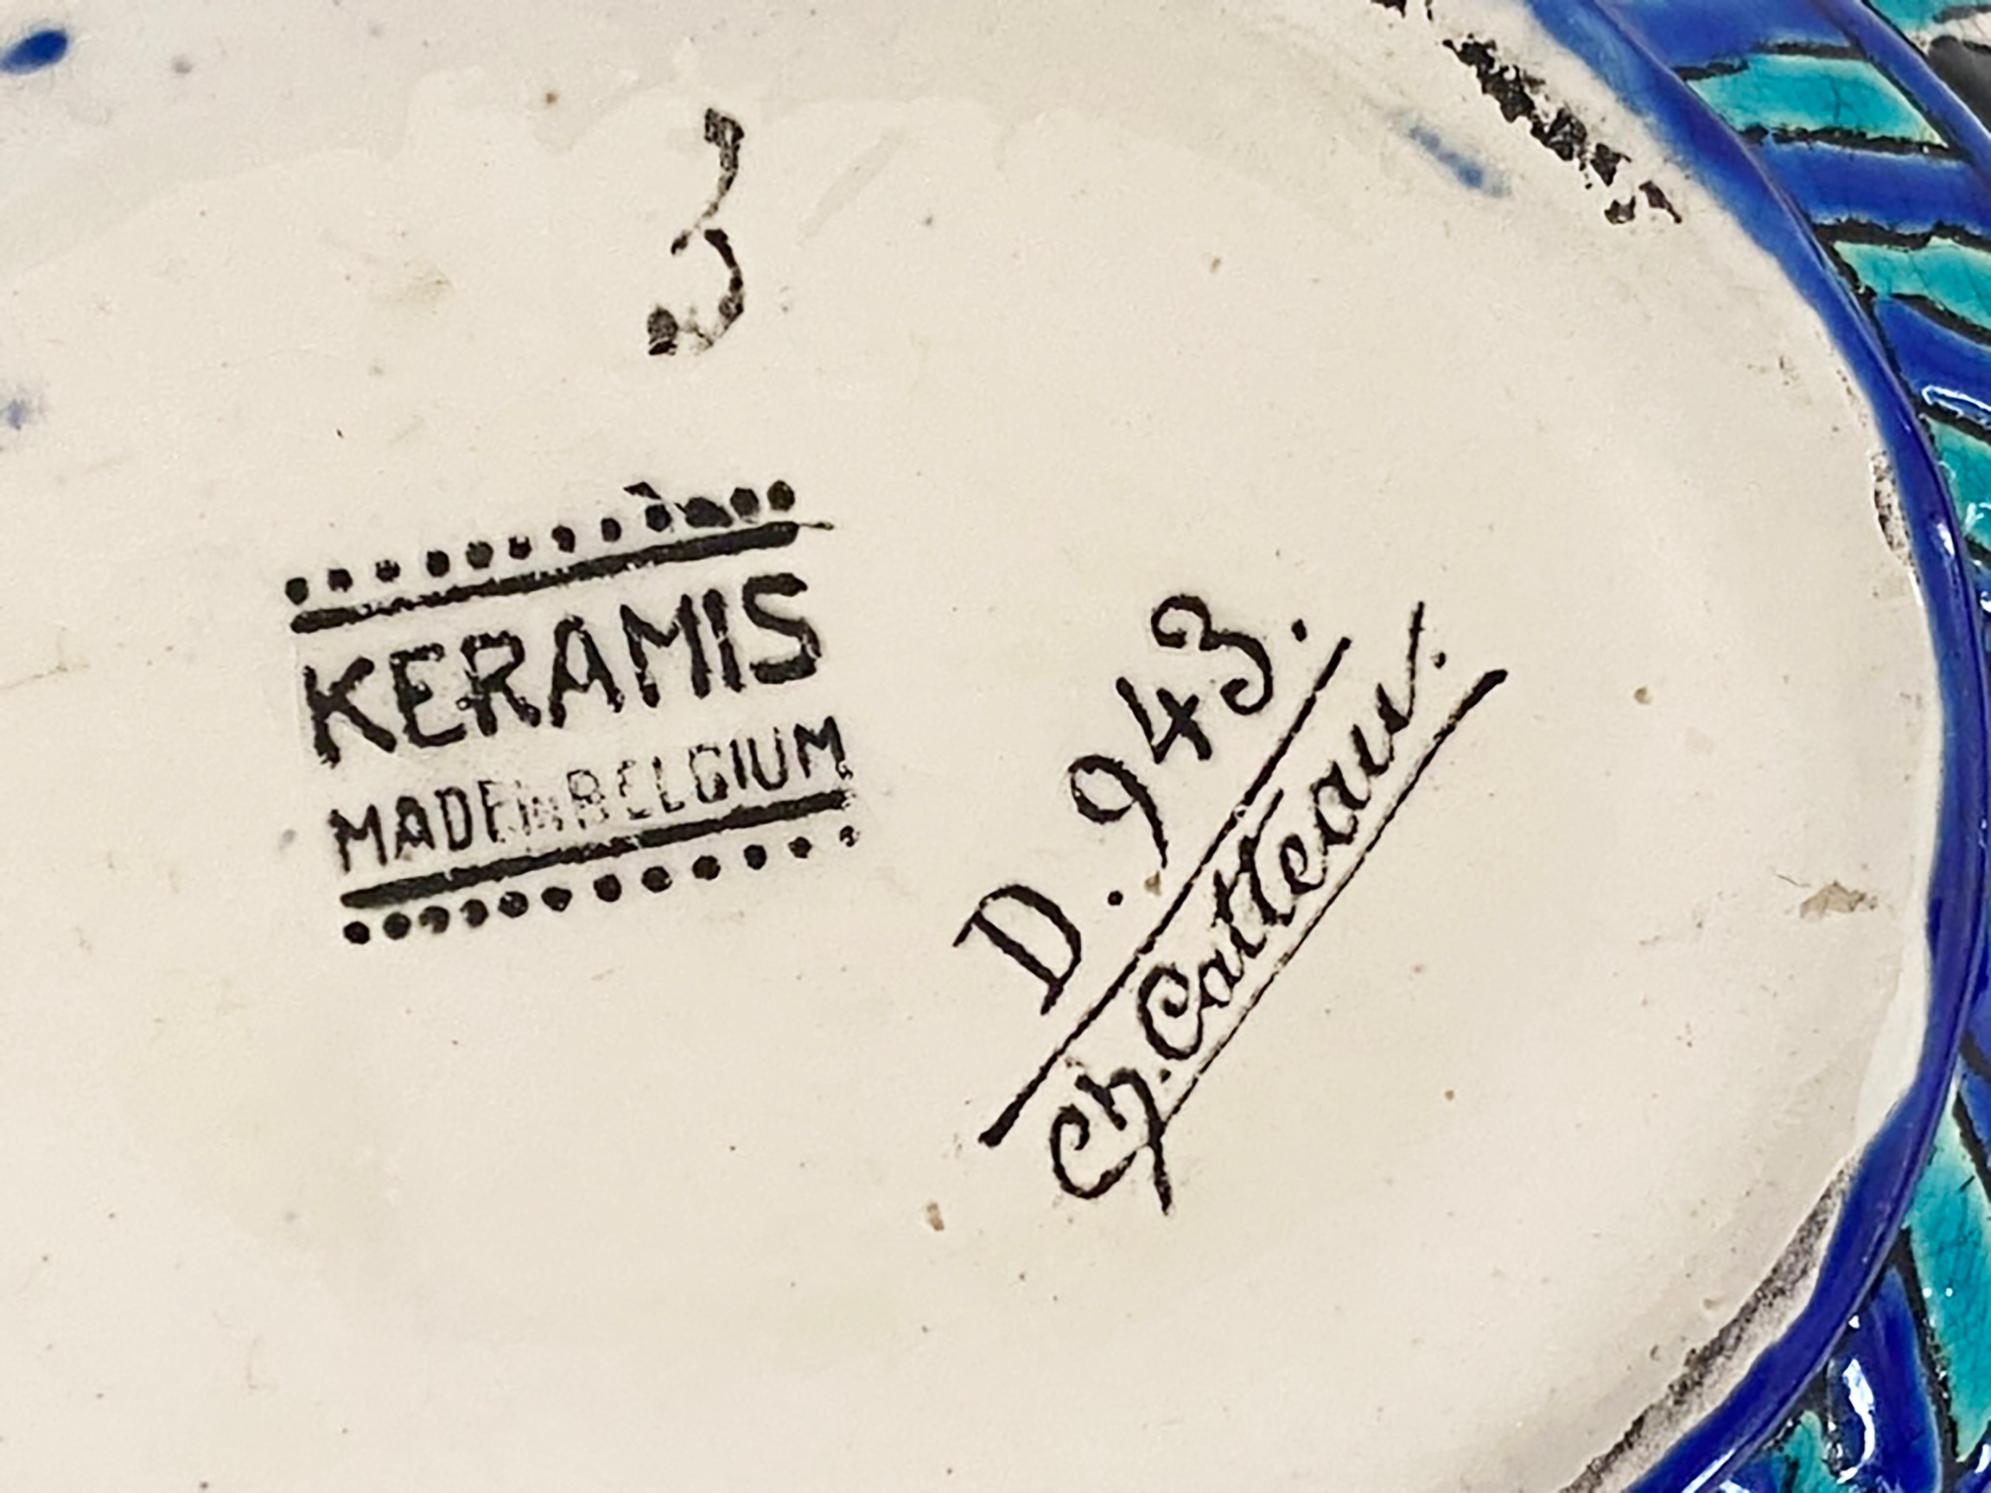 3
KERAMIS
MADE IN BELGIUM
D.943.
Ch. Catteau.